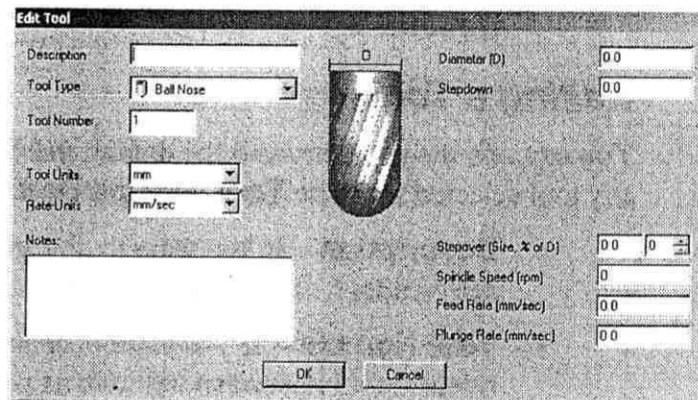 Edit Tool
Description
Tool Type
Ball Nose
Tool Number
1
Tool Units
mm
Rate Units
mm/sec
Notes:
D
Diameter (D)
0.0
Stepdown
0.0
Stepover (Size, % of D)
0.0
0
Spindle Speed (rpm)
0
Feed Rate (mm/sec)
0.0
Plunge Rate (mm/sec)
0.0
OK
Cancel